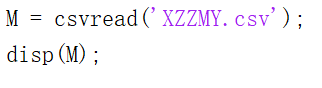 M = csvread('XZZMY.csv');
disp(M);